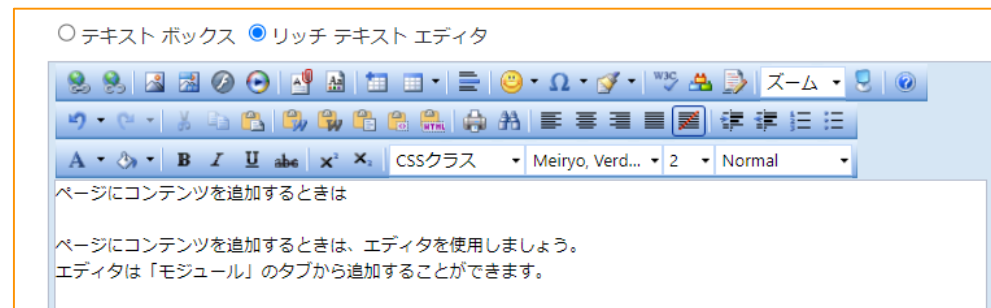 テキスト ボックス リッチ テキスト エディタ
W3C ズーム
HTML
A B I U abc x² X₂ CSSクラス Meiryo, Verd... 2 Normal
ページにコンテンツを追加するときは
ページにコンテンツを追加するときは、エディタを使用しましょう。
エディタは「モジュール」のタブから追加することができます。